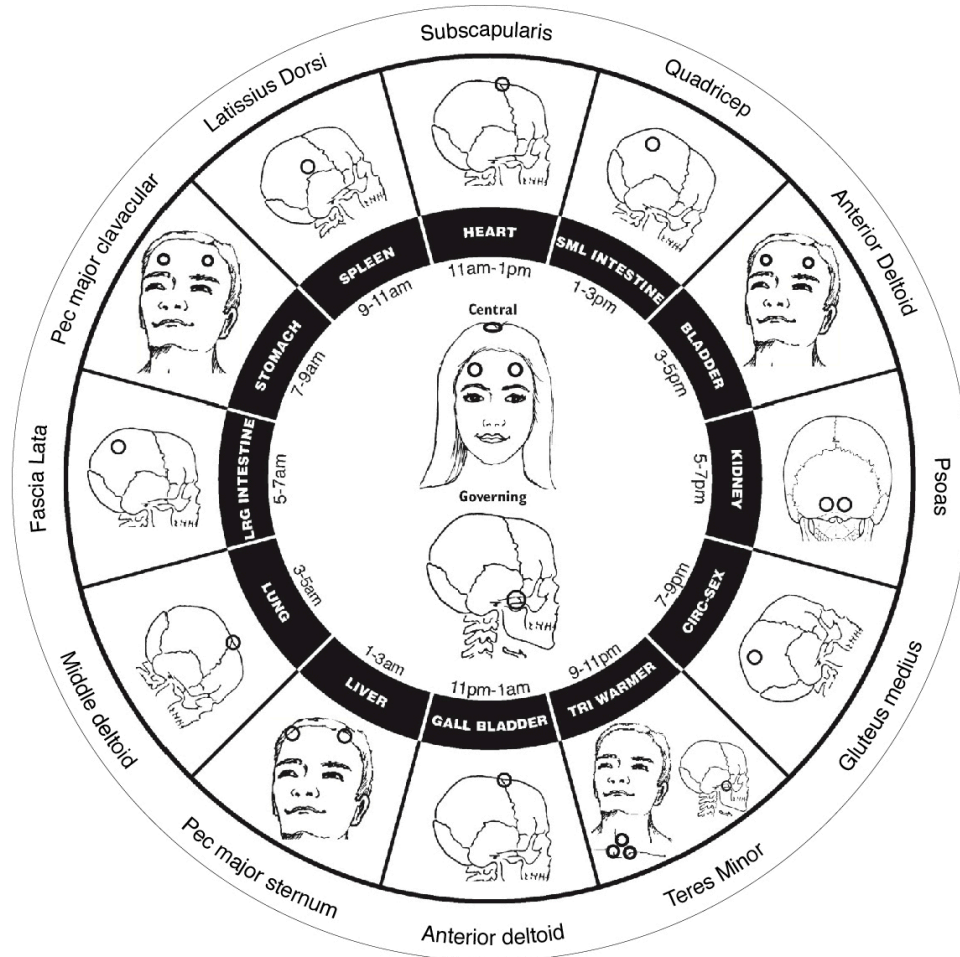 Subscapularis
Quadricep
Anterior Deltoid
Psoas
Gluteus medius
Teres Minor
Anterior deltoid
Pec major sternum
Middle deltoid
Fascia Lata
Pec major clavacular
Latissius Dorsi
HEART
SML INTESTINE
BLADDER
KIDNEY
CIRC-SEX
TRI WARMER
GALL BLADDER
LIVER
LUNG
LRG INTESTINE
STOMACH
SPLEEN
11am-1pm
1-3pm
3-5pm
5-7pm
7-9pm
9-11pm
11pm-1am
1-3am
3-5am
5-7am
7-9am
9-11am
Central
Governing